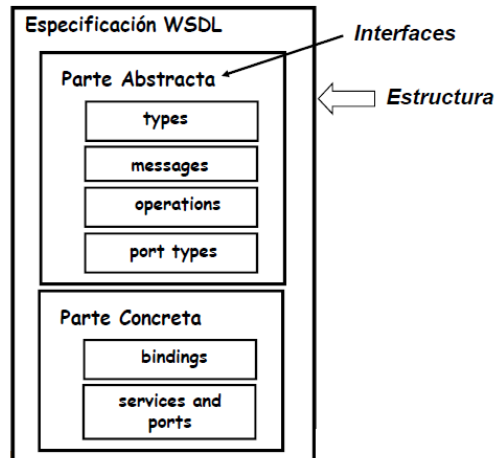 Especificación WSDL
Interfaces
Parte Abstracta
Estructura
types
messages
operations
port types
Parte Concreta
bindings
services and
ports